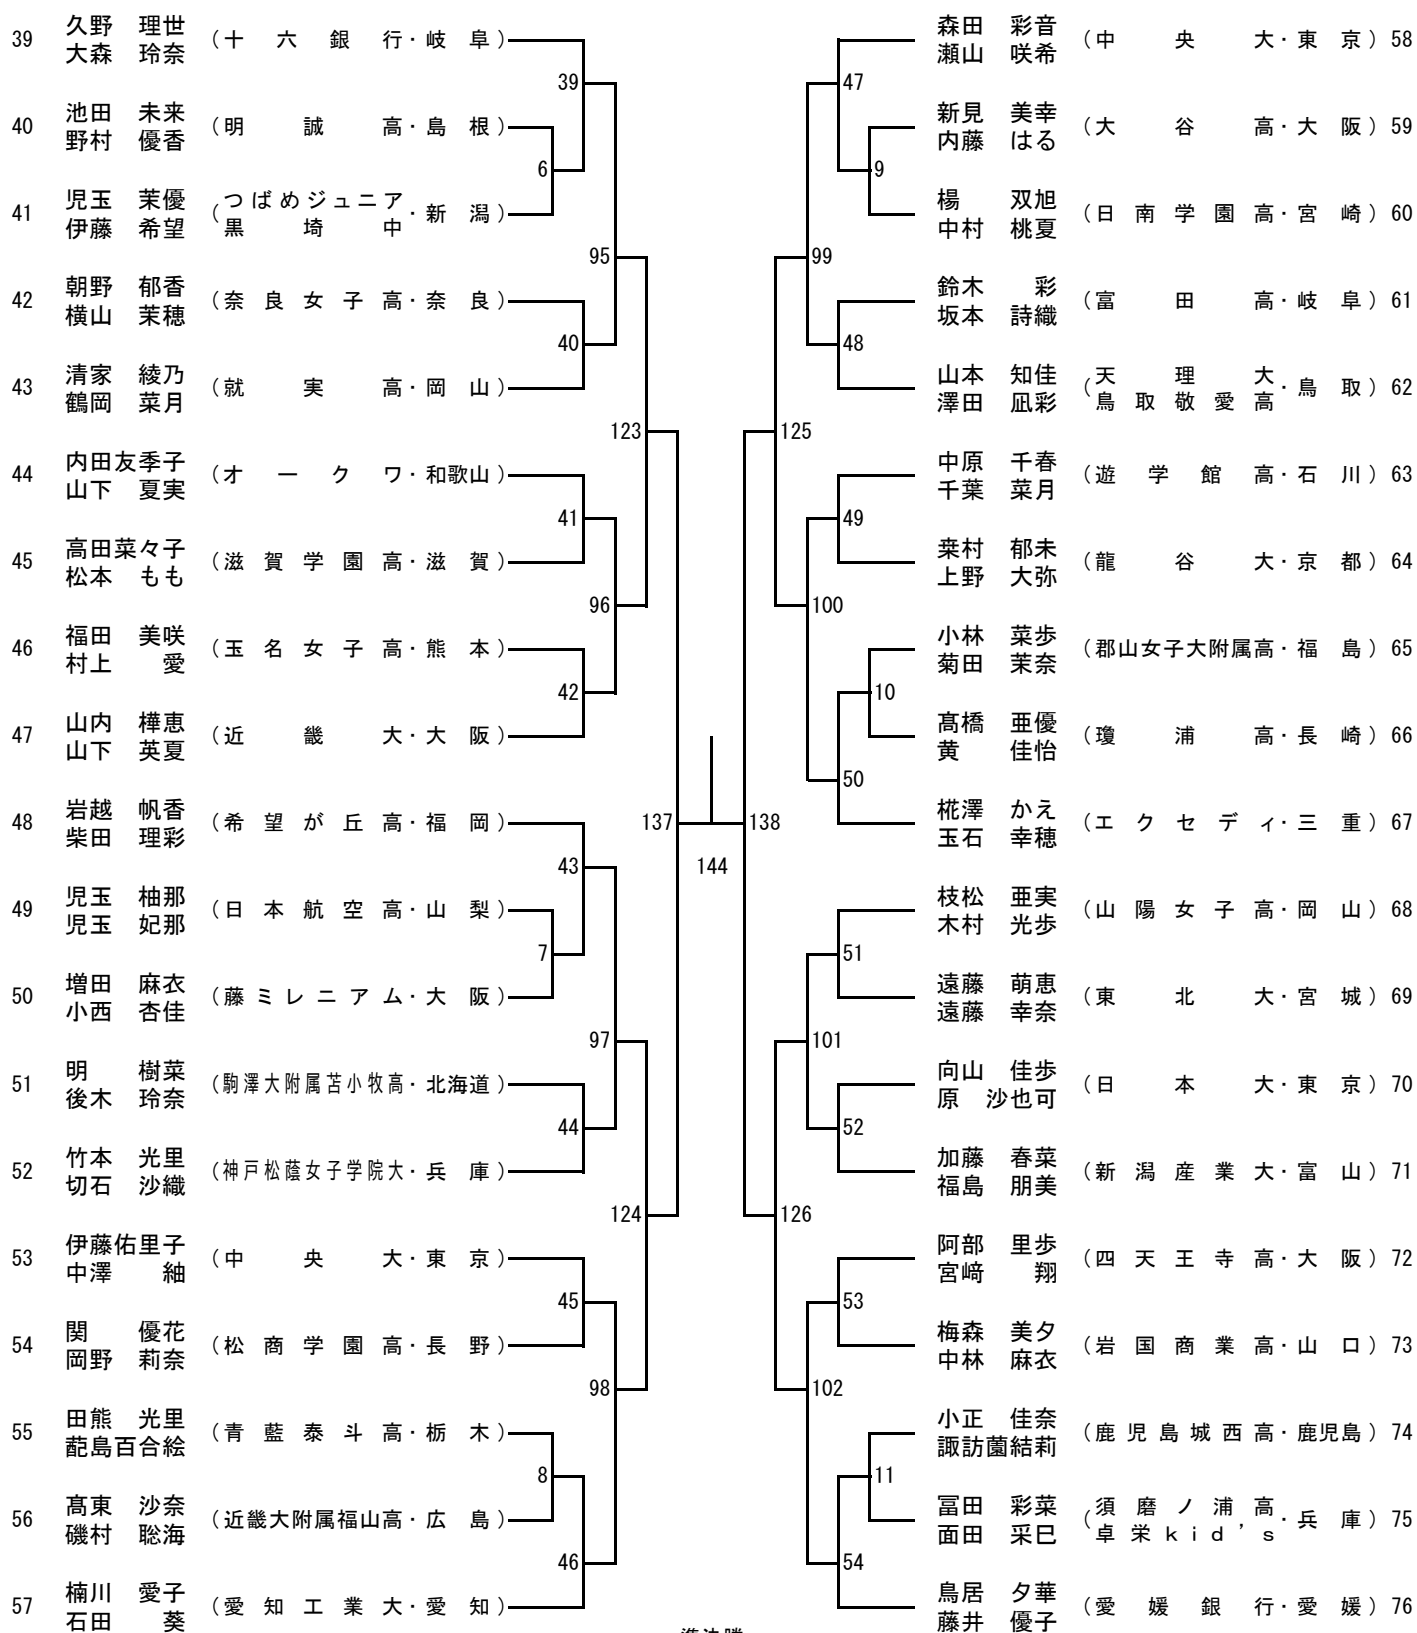 39 久野 理世 大森 玲奈 (十六銀行・岐阜)
40 池田 未来 野村 優香 (明誠高・島根)
41 児玉 茉優 伊藤 希望 (つばめジュニア 黒埼中・新潟)
42 朝野 郁香 横山 茉穂 (奈良女子高・奈良)
43 清家 綾乃 鶴岡 菜月 (就実高・岡山)
44 内田友季子 山下 夏実 (オークワ・和歌山)
45 高田菜々子 松本 もも (滋賀学園高・滋賀)
46 福田 美咲 村上 愛 (玉名女子高・熊本)
47 山内 樺恵 山下 英夏 (近畿大・大阪)
48 岩越 帆香 柴田 理彩 (希望が丘高・福岡)
49 児玉 柚那 児玉 妃那 (日本航空高・山梨)
50 増田 麻衣 小西 杏佳 (藤ミレニアム・大阪)
51 明 樹菜 後木 玲奈 (駒澤大附属苫小牧高・北海道)
52 竹本 光里 切石 沙織 (神戸松蔭女子学院大・兵庫)
53 伊藤佑里子 中澤 紬 (中央大・東京)
54 関 優花 岡野 莉奈 (松商学園高・長野)
55 田熊 光里 蓜島百合絵 (青藍泰斗高・栃木)
56 髙東 沙奈 磯村 聡海 (近畿大附属福山高・広島)
57 楠川 愛子 石田 葵 (愛知工業大・愛知)
39
6
95
40
123
41
96
42
137
43
7
97
44
124
45
98
8
46
144
138
47
9
99
48
125
49
100
10
50
51
101
52
126
53
102
11
54
森田 彩音 瀬山 咲希 (中央大・東京) 58
新見 美幸 内藤 はる (大谷高・大阪) 59
楊 双旭 中村 桃夏 (日南学園高・宮崎) 60
鈴木 彩 坂本 詩織 (富田高・岐阜) 61
山本 知佳 澤田 凪彩 (天理大 鳥取敬愛高・鳥取) 62
中原 千春 千葉 菜月 (遊学館高・石川) 63
桒村 郁未 上野 大弥 (龍谷大・京都) 64
小林 菜歩 菊田 茉奈 (郡山女子大附属高・福島) 65
髙橋 亜優 黄 佳怡 (瓊浦高・長崎) 66
椛澤 かえ 玉石 幸穂 (エクセディ・三重) 67
枝松 亜実 木村 光歩 (山陽女子高・岡山) 68
遠藤 萌恵 遠藤 幸奈 (東北大・宮城) 69
向山 佳歩 原 沙也可 (日本大・東京) 70
加藤 春菜 福島 朋美 (新潟産業大・富山) 71
阿部 里歩 宮﨑 翔 (四天王寺高・大阪) 72
梅森 美夕 中林 麻衣 (岩国商業高・山口) 73
小正 佳奈 諏訪薗結莉 (鹿児島城西高・鹿児島) 74
冨田 彩菜 面田 采巳 (須磨ノ浦高 卓栄kid's・兵庫) 75
鳥居 夕華 藤井 優子 (愛媛銀行・愛媛) 76